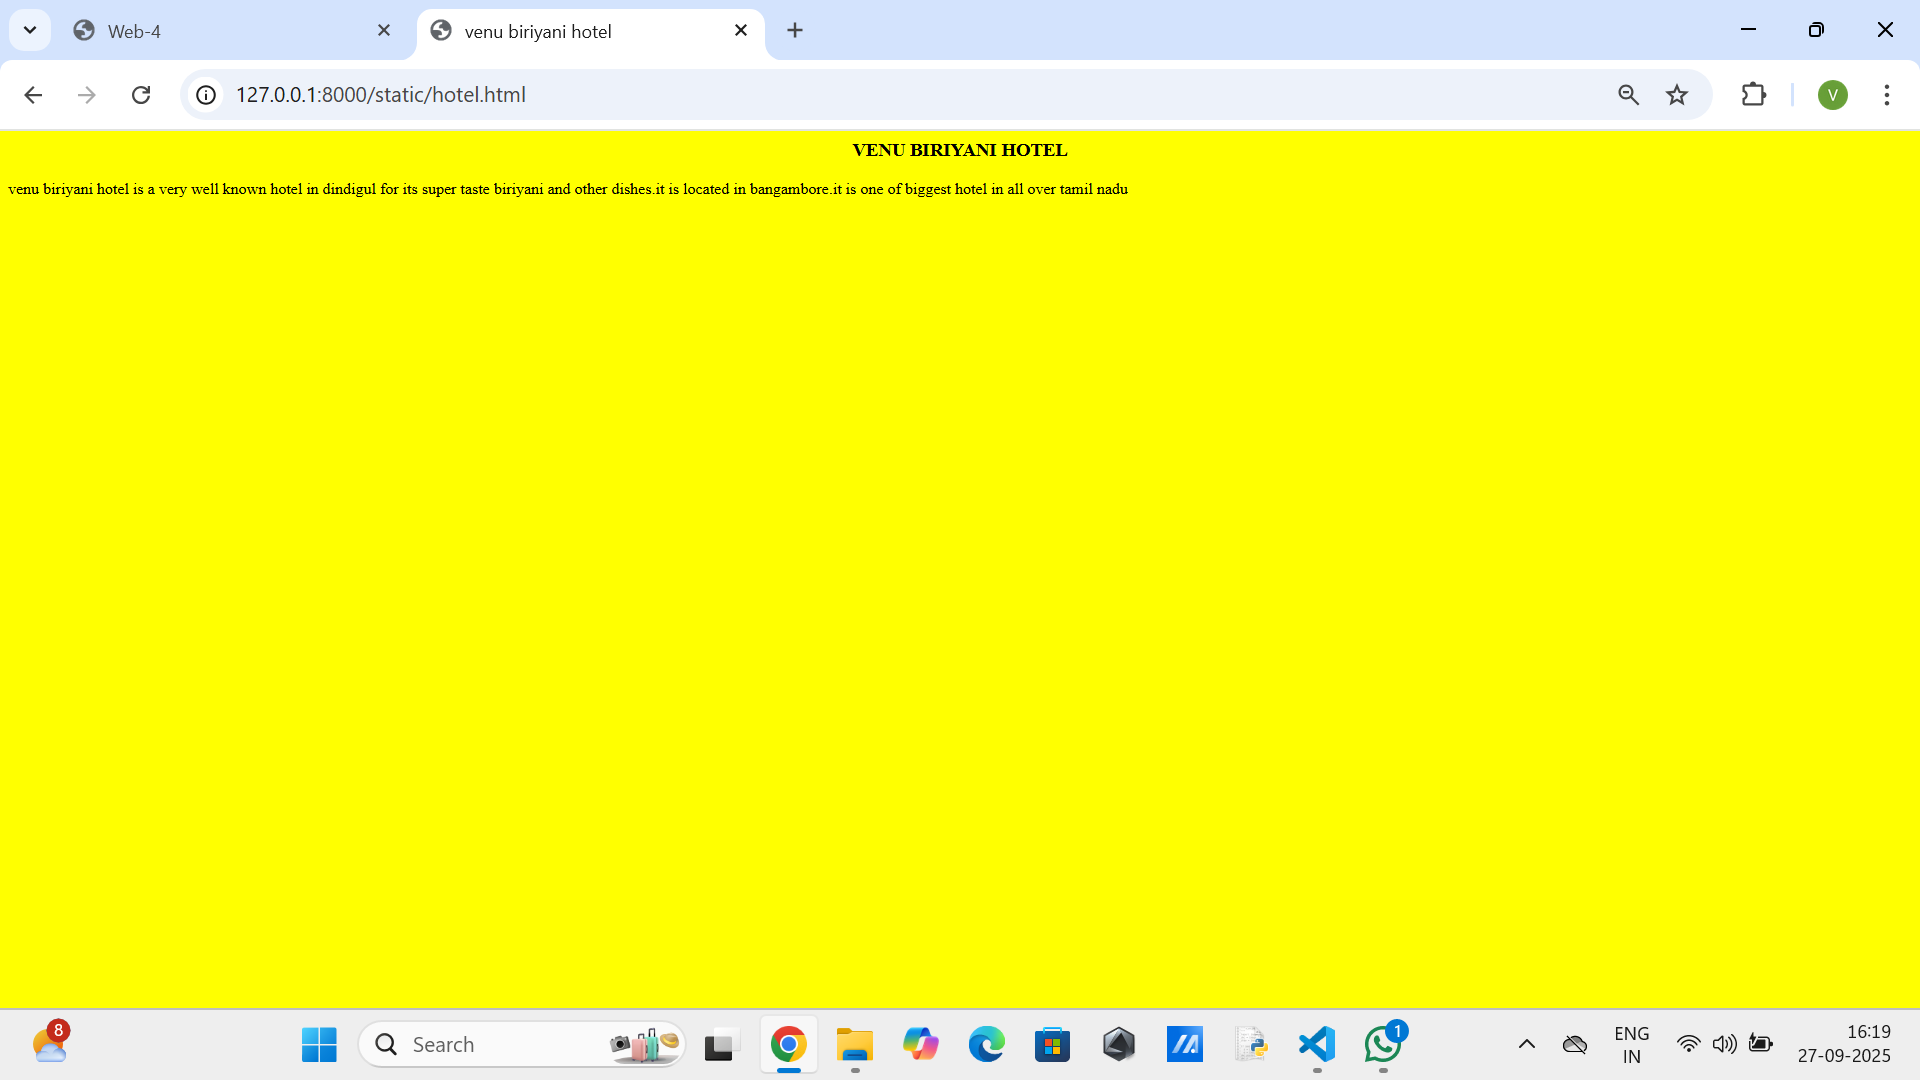 Web-4
venu biriyani hotel
127.0.0.1:8000/static/hotel.html
V
VENU BIRIYANI HOTEL
venu biriyani hotel is a very well known hotel in dindigul for its super taste biriyani and other dishes.it is located in bangambore.it is one of biggest hotel in all over tamil nadu
8
Search
1
ENG
IN
16:19
27-09-2025